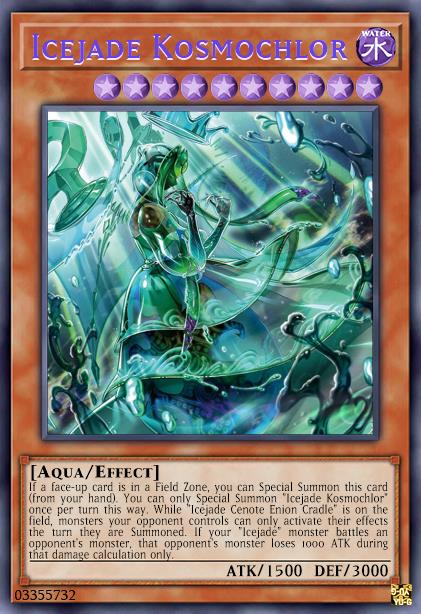 Icejade Kosmochlor
WATER
水
[Aqua/Effect]
If a face-up card is in a Field Zone, you can Special Summon this card
(from your hand). You can only Special Summon "Icejade Kosmochlor"
once per turn this way. While "Icejade Cenote Enion Cradle" is on the
field, monsters your opponent controls can only activate their effects
the turn they are Summoned. If your "Icejade" monster battles an
opponent's monster, that opponent's monster loses 1000 ATK during
that damage calculation only.
ATK/1500 DEF/3000
03355732